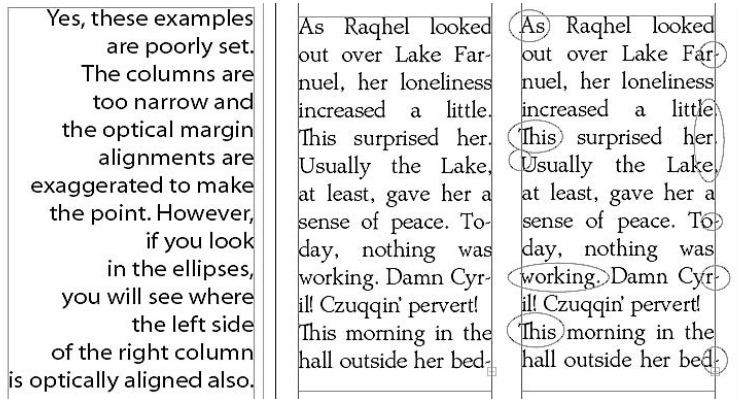 Yes, these examples
are poorly set.
The columns are
too narrow and
the optical margin
alignments are
exaggerated to make
the point. However,
if you look
in the ellipses,
you will see where
the left side
of the right column
is optically aligned also.
As Raqhel looked
out over Lake Far-
nuel, her loneliness
increased a little.
This surprised her.
Usually the Lake,
at least, gave her a
sense of peace. To-
day, nothing was
working. Damn Cyr-
il! Czuqqin' pervert!
This morning in the
hall outside her bed-
As Raqhel looked
out over Lake Far-
nuel, her loneliness
increased a little.
This surprised her.
Usually the Lake,
at least, gave her a
sense of peace. To-
day, nothing was
working. Damn Cyr-
il! Czuqqin' pervert!
This morning in the
hall outside her bed-